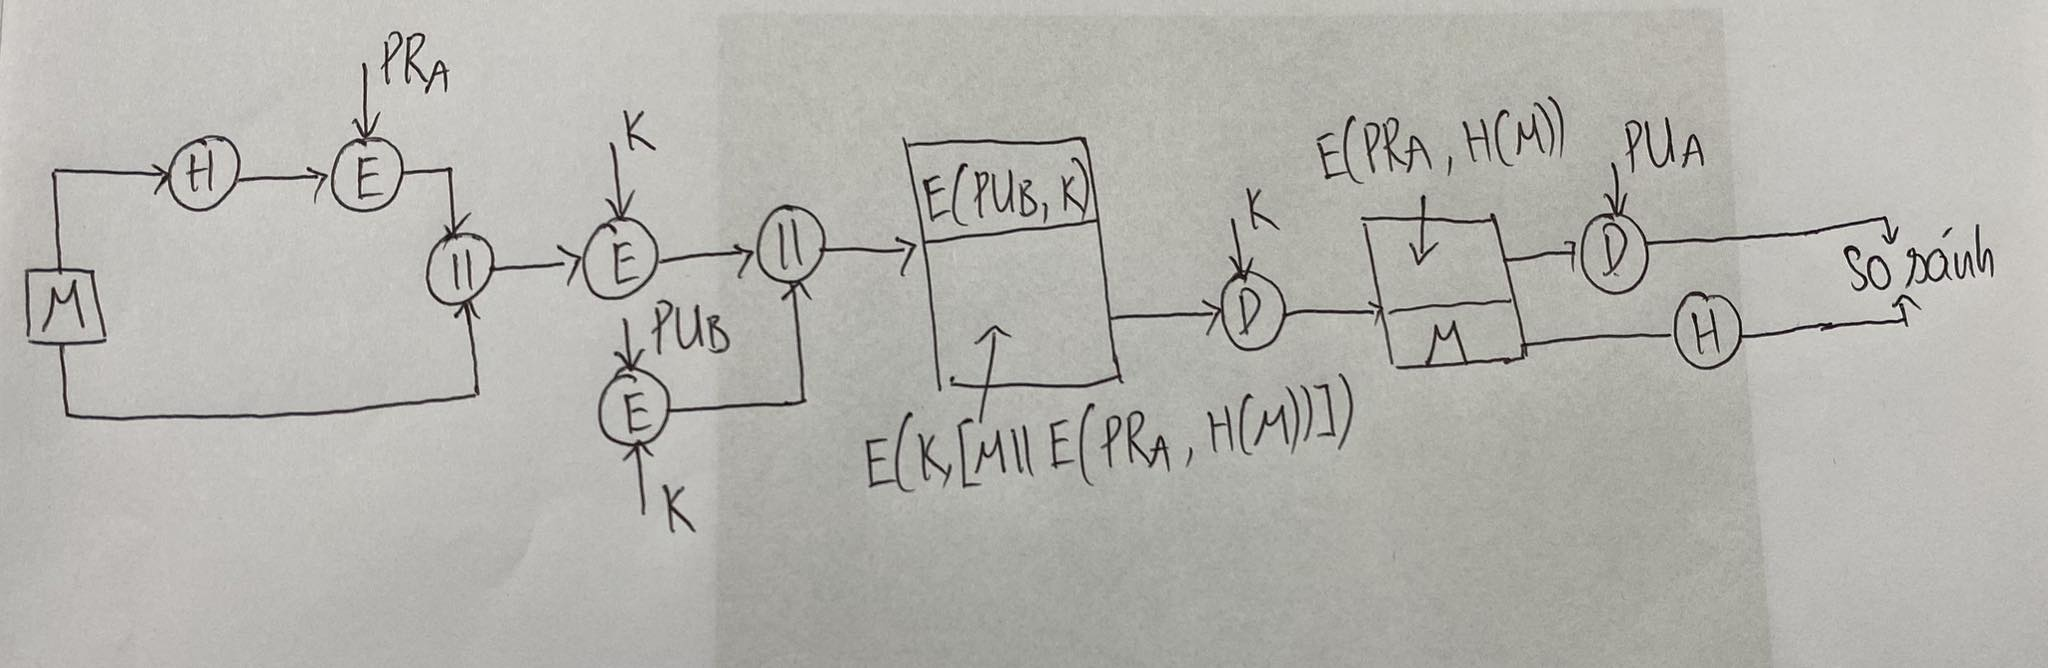 PRA
H
E
M
||
K
E
PUB
E
K
||
E(PUB, K)
E(K,[M|| E(PRA, H(M))])
K
D
E(PRA, H(M))
M
PUA
D
H
So sánh